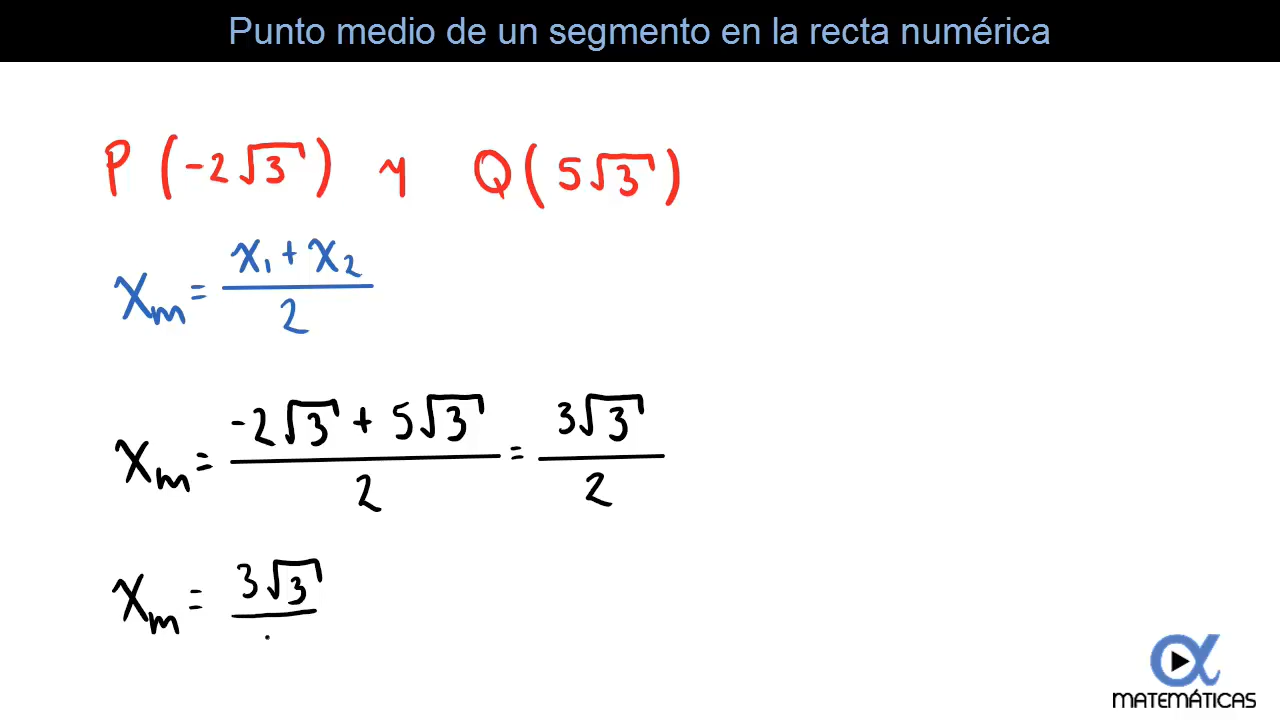 Punto medio de un segmento en la recta numérica
P (-2√3) y Q (5√3)
Xm = (x₁ + x₂)/2
Xm = (-2√3 + 5√3)/2 = 3√3/2
Xm = 3√3/
MATEMÁTICAS